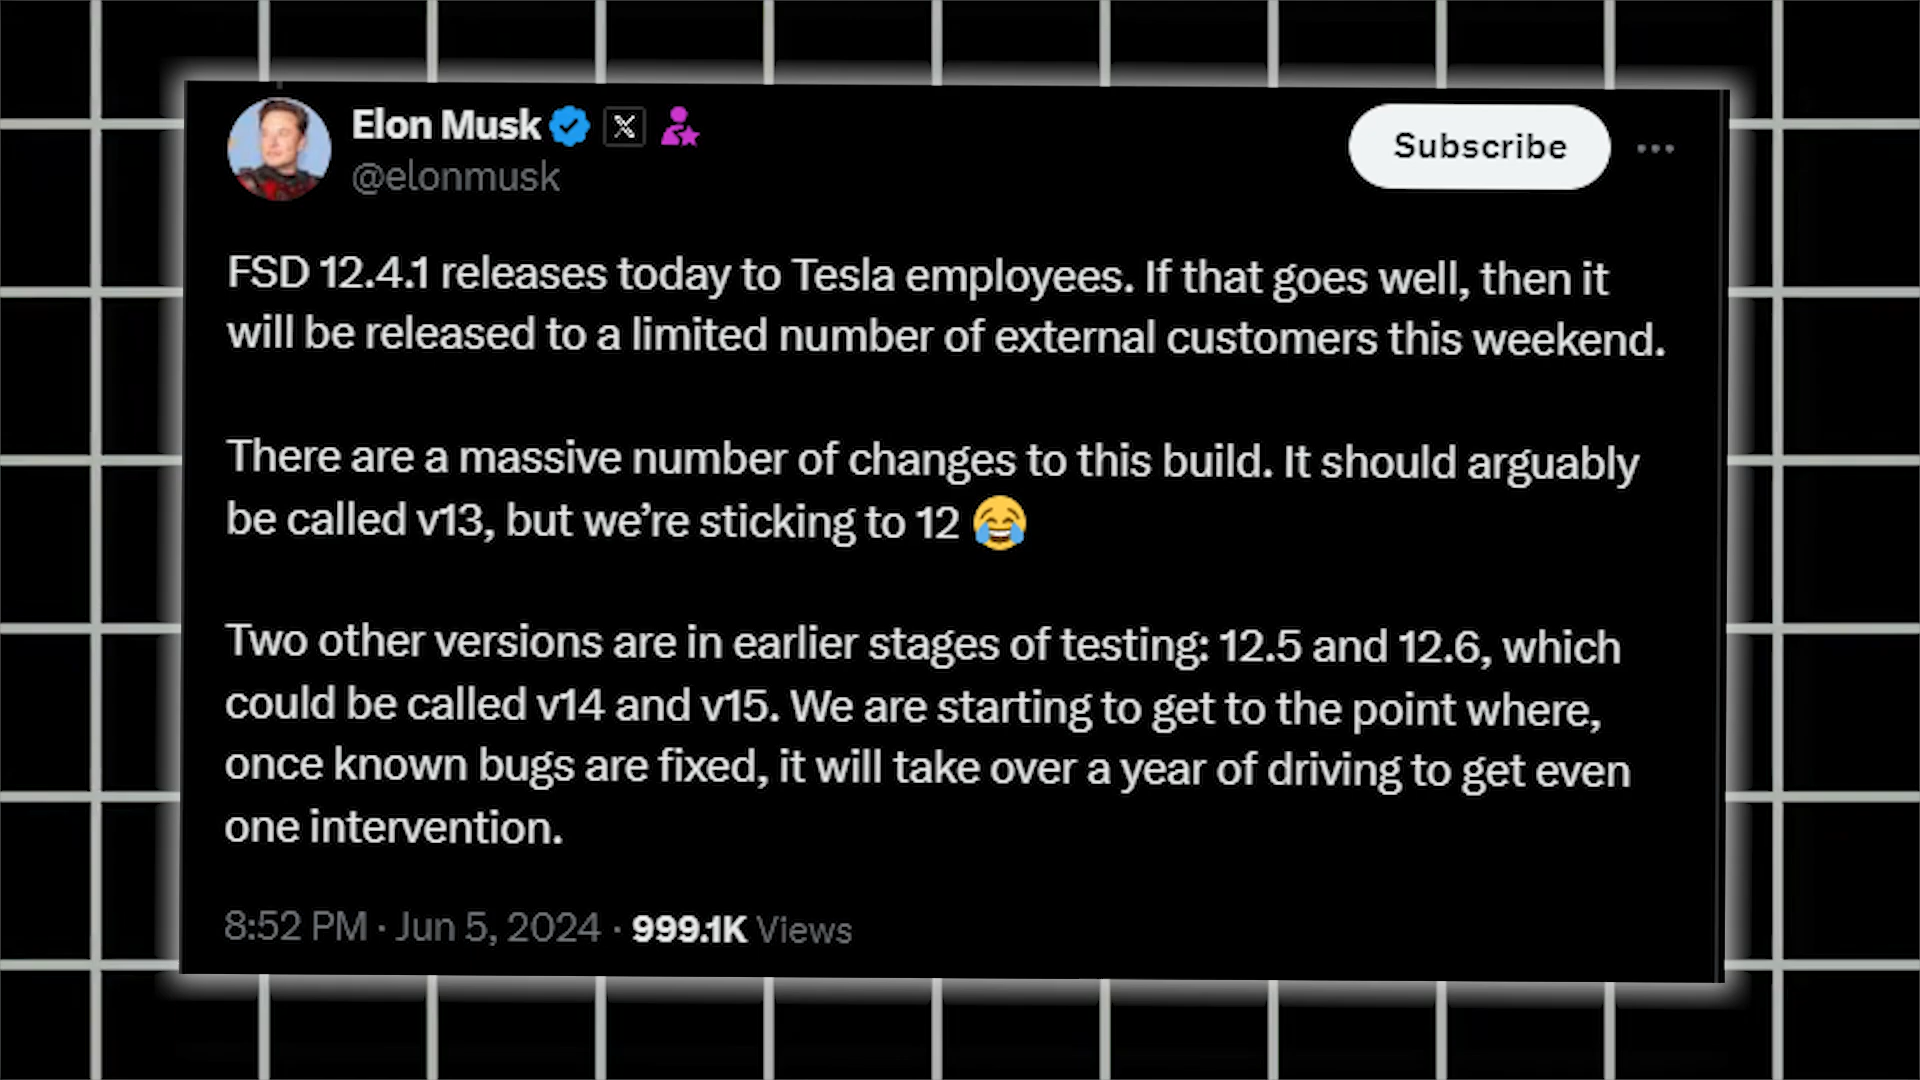 Elon Musk
@elonmusk
Subscribe
FSD 12.4.1 releases today to Tesla employees. If that goes well, then it
will be released to a limited number of external customers this weekend.
There are a massive number of changes to this build. It should arguably
be called v13, but we’re sticking to 12 😂
Two other versions are in earlier stages of testing: 12.5 and 12.6, which
could be called v14 and v15. We are starting to get to the point where,
once known bugs are fixed, it will take over a year of driving to get even
one intervention.
8:52 PM · Jun 5, 2024 · 999.1K Views